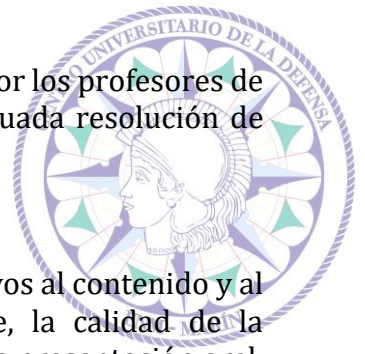 UNIVERSITARIO DE LA DEFENSA
or los profesores de
uada resolución de
vos al contenido y al
e, la calidad de la